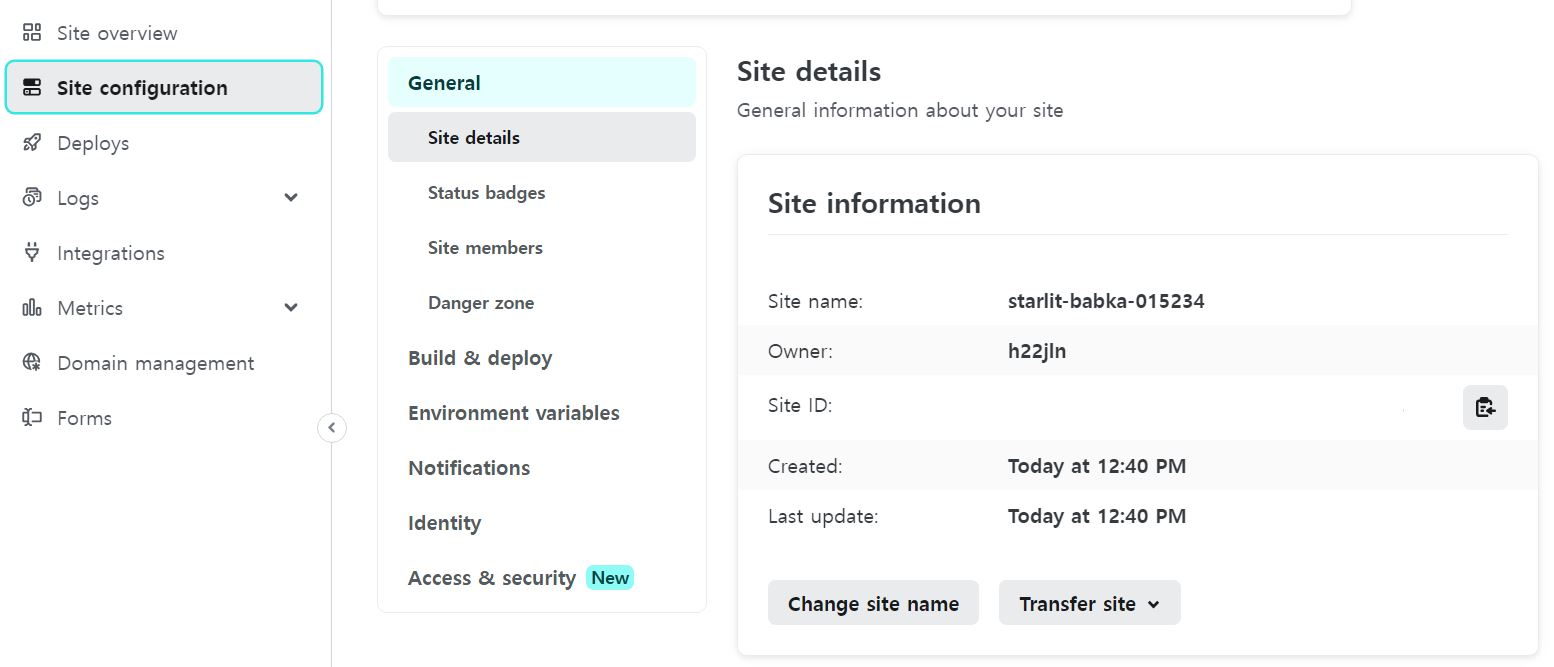 Site overview
Site configuration
Deploys
Logs
Integrations
Metrics
Domain management
Forms
General
Site details
Status badges
Site members
Danger zone
Build & deploy
Environment variables
Notifications
Identity
Access & security New
Site details
General information about your site
Site information
Site name: starlit-babka-015234
Owner: h22jln
Site ID:
Created: Today at 12:40 PM
Last update: Today at 12:40 PM
Change site name Transfer site